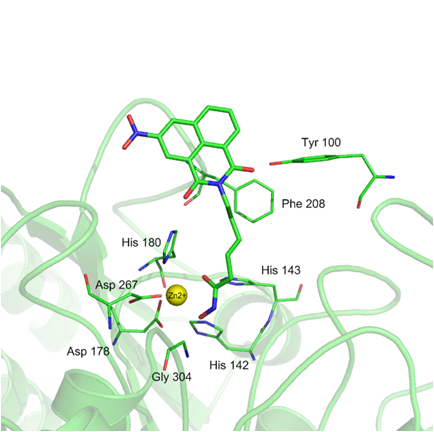 Tyr 100
Phe 208
His 180
His 143
Asp 267
Zn2+
Asp 178
His 142
Gly 304